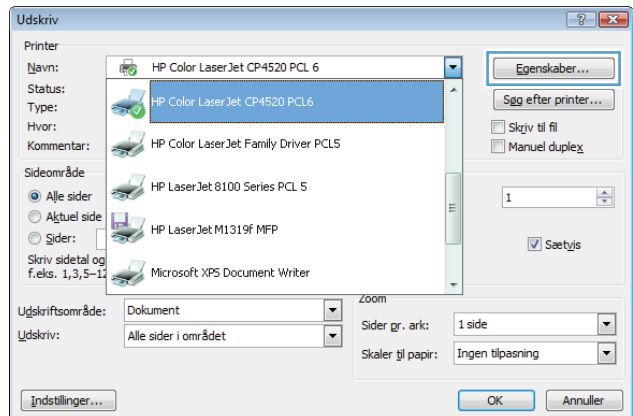 Udskriv
Printer
Navn: HP Color LaserJet CP4520 PCL 6 Egenskaber...
Status: HP Color LaserJet CP4520 PCL6 Søg efter printer...
Type:
Hvor: HP Color LaserJet Family Driver PCL5 Skriv til fil
Kommentar: Manuel duplex
Sideområde HP LaserJet 8100 Series PCL 5
Alle sider 1
Aktuel side HP LaserJet M1319f MFP
Sider: Sætvis
Skriv sidetal og
f.eks. 1,3,5–12 Microsoft XPS Document Writer
Zoom
Udskriftsområde: Dokument Sider pr. ark: 1 side
Udskriv: Alle sider i området
Skaler til papir: Ingen tilpasning
Indstillinger... OK Annuller